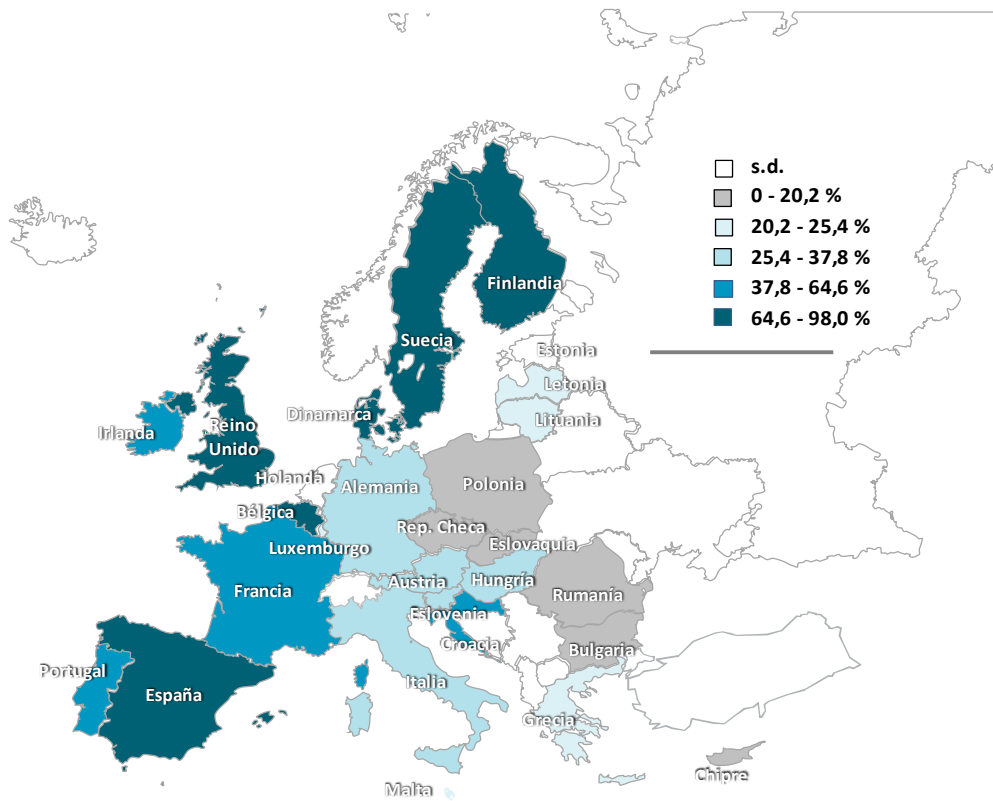 s.d.
0 - 20,2 %
20,2 - 25,4 %
25,4 - 37,8 %
37,8 - 64,6 %
64,6 - 98,0 %
Finlandia
Suecia
Estonia
Letonia
Lituania
Dinamarca
Irlanda
Reino
Unido
Holanda
Alemania
Polonia
Bélgica
Rep. Checa
Luxemburgo
Eslovaquia
Francia
Austria
Hungría
Rumanía
Eslovenia
Croacia
Bulgaria
Portugal
España
Italia
Grecia
Chipre
Malta